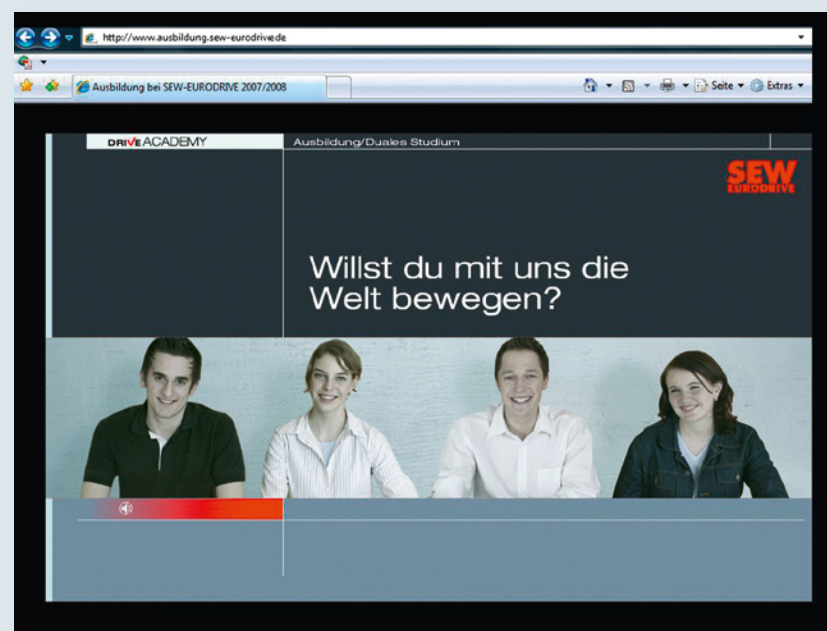 http://www.ausbildung.sew-eurodrive.de
Ausbildung bei SEW-EURODRIVE 2007/2008
Seite
Extras
DRIVE ACADEMY
Ausbildung/Duales Studium
SEW
EURODRIVE
Willst du mit uns die
Welt bewegen?